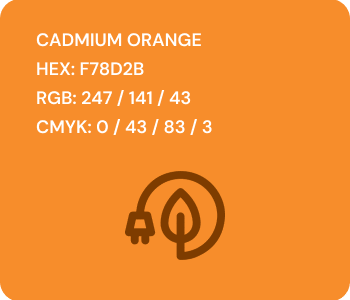 CADMIUM ORANGE
HEX: F78D2B
RGB: 247 / 141 / 43
CMYK: 0 / 43 / 83 / 3